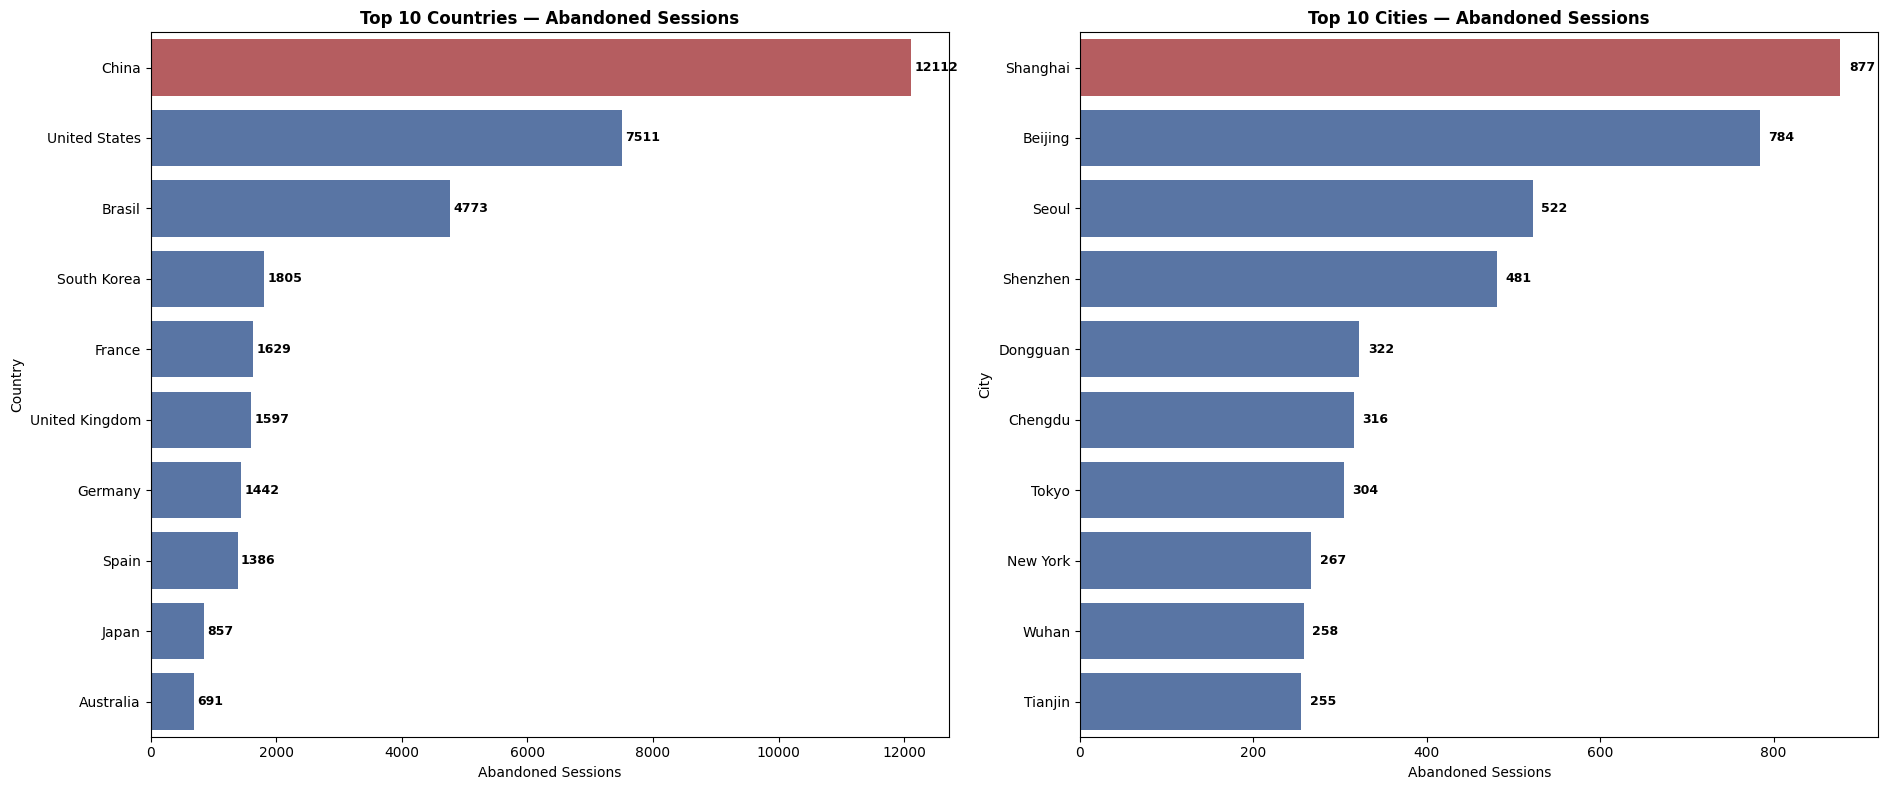 Top 10 Countries — Abandoned Sessions
China
12112
United States
7511
Brasil
4773
South Korea
1805
France
1629
United Kingdom
1597
Germany
1442
Spain
1386
Japan
857
Australia
691
Country
0 2000 4000 6000 8000 10000 12000
Abandoned Sessions
Top 10 Cities — Abandoned Sessions
Shanghai
877
Beijing
784
Seoul
522
Shenzhen
481
Dongguan
322
Chengdu
316
Tokyo
304
New York
267
Wuhan
258
Tianjin
255
City
0 200 400 600 800
Abandoned Sessions